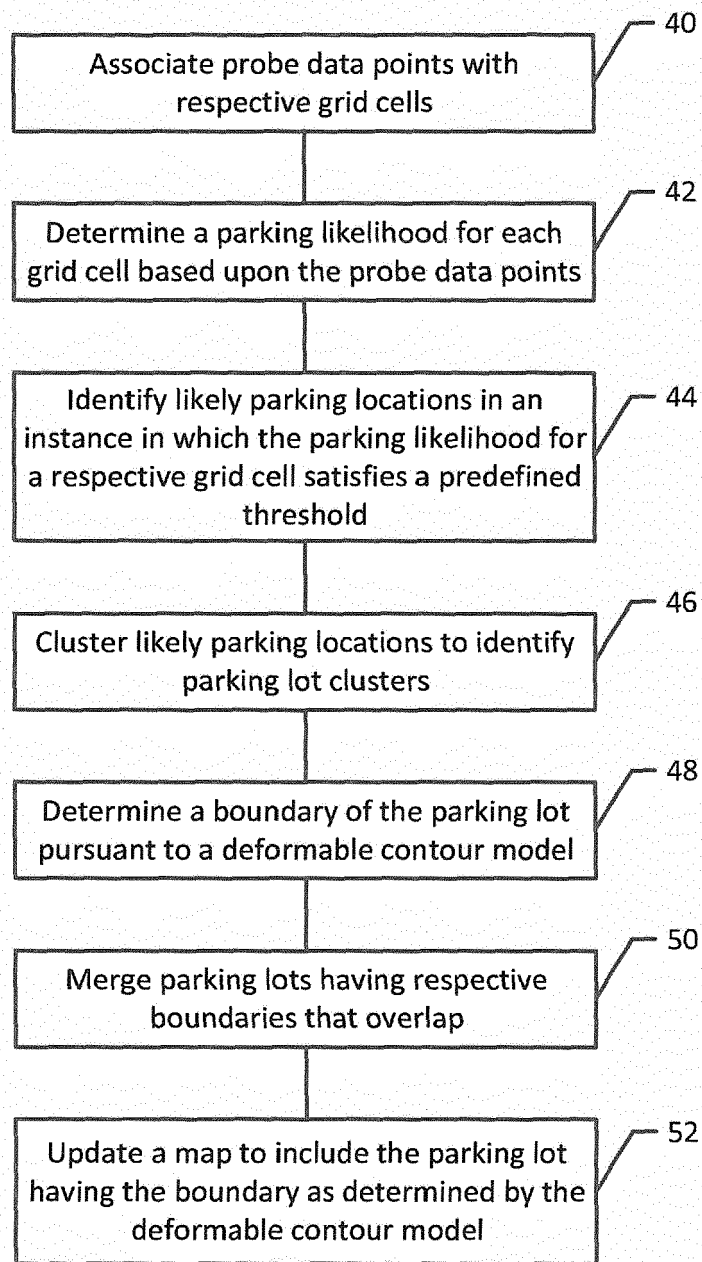 40
Associate probe data points with
respective grid cells
42
Determine a parking likelihood for each
grid cell based upon the probe data points
44
Identify likely parking locations in an
instance in which the parking likelihood for
a respective grid cell satisfies a predefined
threshold
46
Cluster likely parking locations to identify
parking lot clusters
48
Determine a boundary of the parking lot
pursuant to a deformable contour model
50
Merge parking lots having respective
boundaries that overlap
52
Update a map to include the parking lot
having the boundary as determined by the
deformable contour model